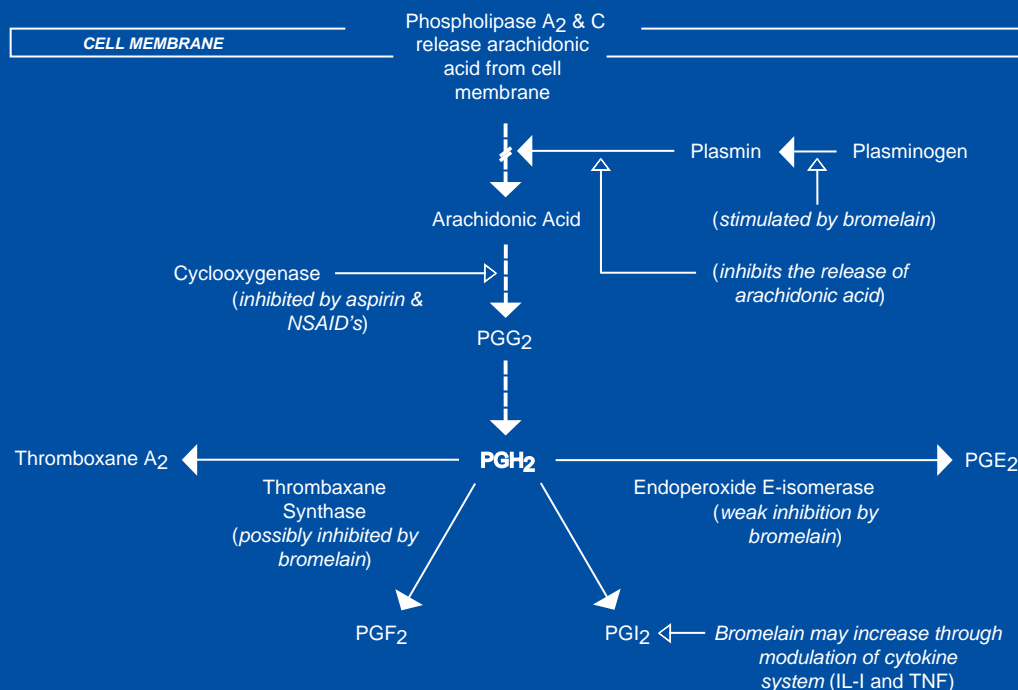 Phospholipase A2 & C
release arachidonic
acid from cell
membrane
CELL MEMBRANE
Plasmin
Plasminogen
Arachidonic Acid
(stimulated by bromelain)
Cyclooxygenase
(inhibited by aspirin &
NSAID's)
(inhibits the release of
arachidonic acid)
PGG2
Thromboxane A2
PGH2
PGE2
Thrombaxane
Synthase
(possibly inhibited by
bromelain)
Endoperoxide E-isomerase
(weak inhibition by
bromelain)
PGF2
PGI2
Bromelain may increase through
modulation of cytokine
system (IL-I and TNF)